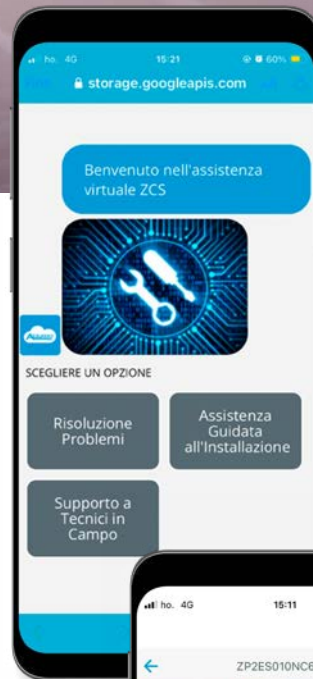 ho. 4G 15:21 60%
storage.googleapis.com
Benvenuto nell'assistenza
virtuale ZCS
SCEGLIERE UN OPZIONE
Risoluzione
Problemi
Assistenza
Guidata
all'Installazione
Supporto a
Tecnici in
Campo
ho. 4G 15:11
ZP2ES010NC6